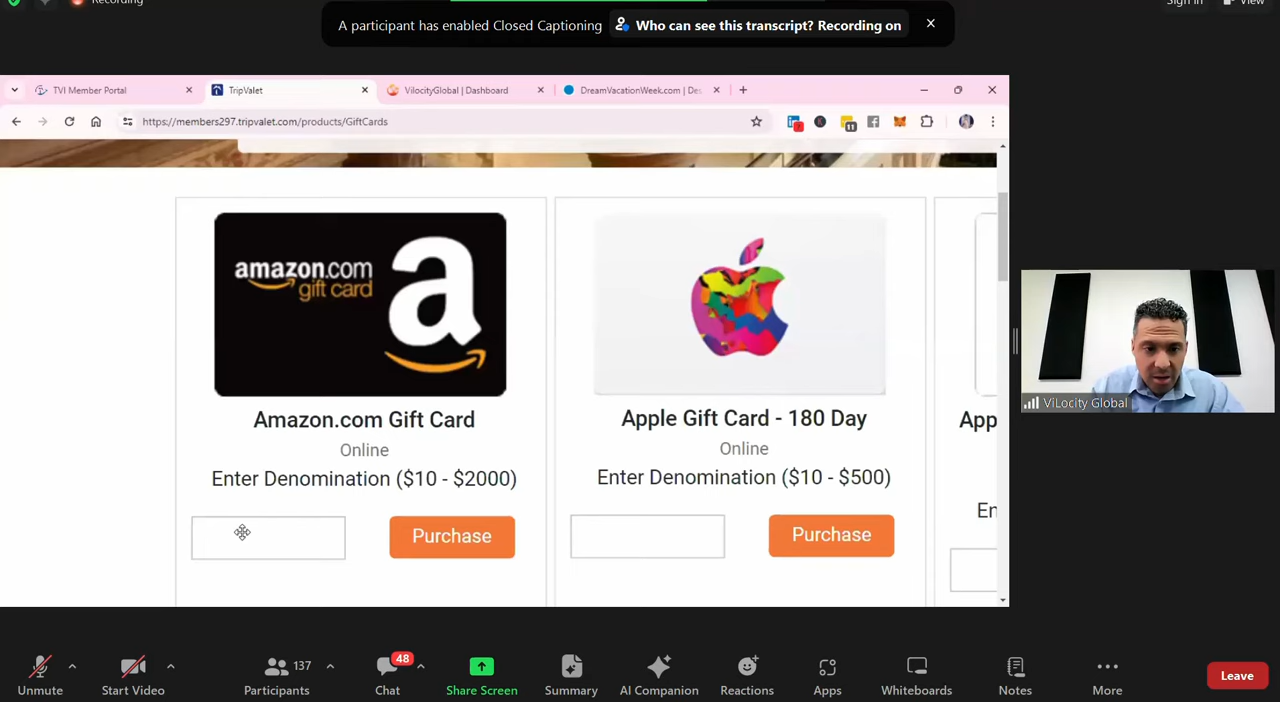 Recording
Sign in
View
A participant has enabled Closed Captioning
Who can see this transcript? Recording on
TVI Member Portal
TripValet
VilocityGlobal | Dashboard
DreamVacationWeek.com | Des
https://members297.tripvalet.com/products/GiftCards
11
amazon.com
gift card
a
Amazon.com Gift Card
Online
Enter Denomination ($10 - $2000)
Purchase
Apple Gift Card - 180 Day
Online
Enter Denomination ($10 - $500)
Purchase
App
En
ViLocity Global
Unmute
Start Video
137
Participants
48
Chat
Share Screen
Summary
AI Companion
Reactions
Apps
Whiteboards
Notes
More
Leave